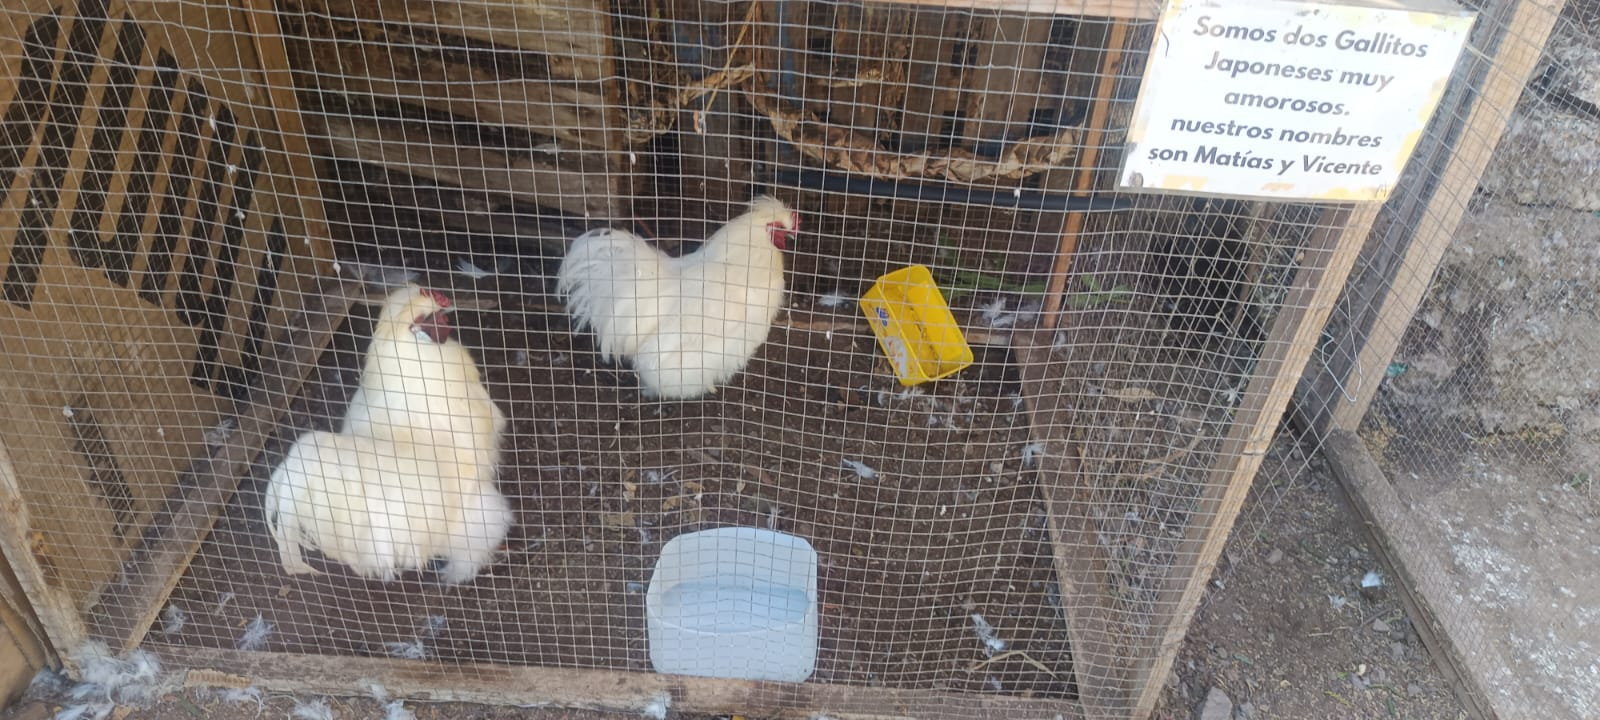 Somos dos Gallitos
Japoneses muy
amorosos.
nuestros nombres
son Matías y Vicente